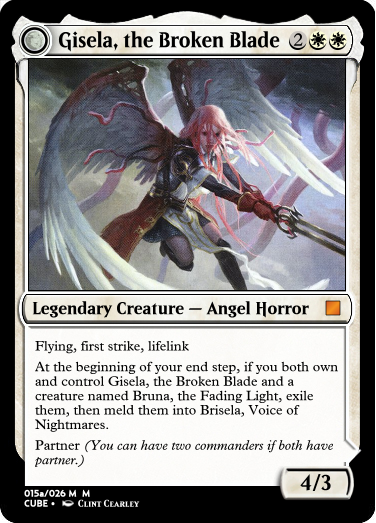 Gisela, the Broken Blade 2
Legendary Creature — Angel Horror
Flying, first strike, lifelink
At the beginning of your end step, if you both own
and control Gisela, the Broken Blade and a
creature named Bruna, the Fading Light, exile
them, then meld them into Brisela, Voice of
Nightmares.
Partner (You can have two commanders if both have
partner.)
4/3
015a/026 M M
CUBE • CLINT CEARLEY